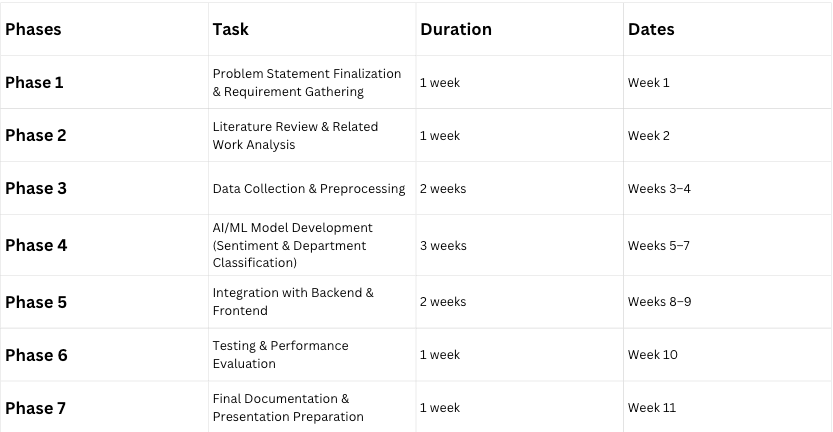 Phases Task Duration Dates
Phase 1 Problem Statement Finalization & Requirement Gathering 1 week Week 1
Phase 2 Literature Review & Related Work Analysis 1 week Week 2
Phase 3 Data Collection & Preprocessing 2 weeks Weeks 3–4
Phase 4 AI/ML Model Development (Sentiment & Department Classification) 3 weeks Weeks 5–7
Phase 5 Integration with Backend & Frontend 2 weeks Weeks 8–9
Phase 6 Testing & Performance Evaluation 1 week Week 10
Phase 7 Final Documentation & Presentation Preparation 1 week Week 11